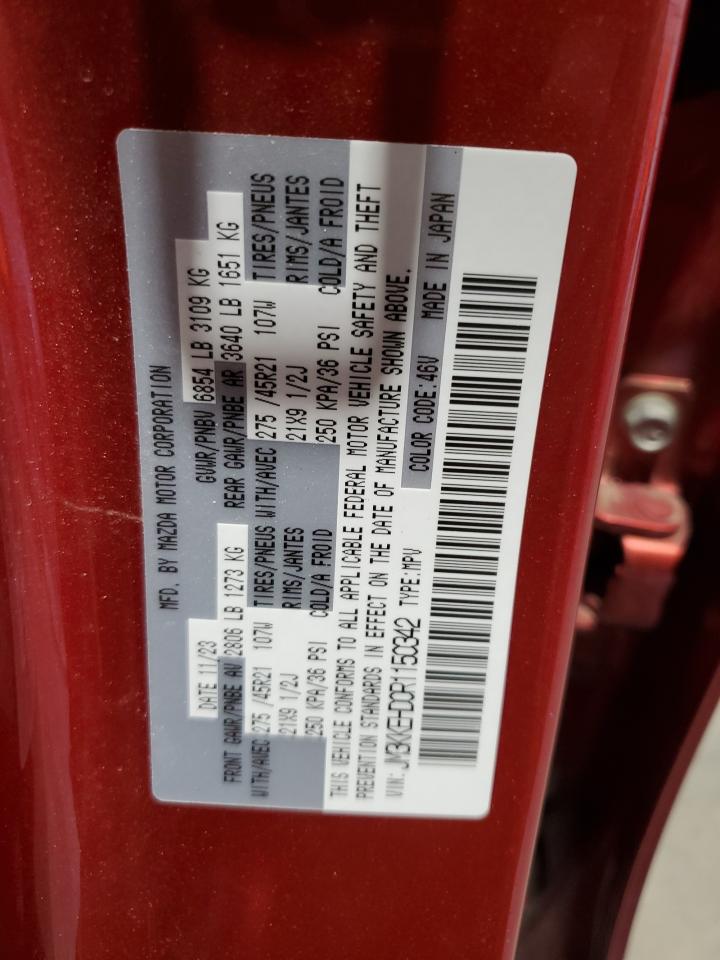 MFD. BY MAZDA MOTOR CORPORATION
DATE 11/23 GVWR/PNBV 6854 LB 3109 KG
FRONT GAWR/PNBE AV 2806 LB 1273 KG REAR GAWR/PNBE AR 3640 LB 1651 KG
WITH/AVEC 275 /45R21 107W TIRES/PNEUS WITH/AVEC 275 /45R21 107W TIRES/PNEUS
21X9 1/2J RIMS/JANTES 21X9 1/2J RIMS/JANTES
250 KPA/36 PSI COLD/A FROID 250 KPA/36 PSI COLD/A FROID
THIS VEHICLE CONFORMS TO ALL APPLICABLE FEDERAL MOTOR VEHICLE SAFETY AND THEFT
PREVENTION STANDARDS IN EFFECT ON THE DATE OF MANUFACTURE SHOWN ABOVE.
VIN: JM3KKEHD0R1150342 TYPE:MPV COLOR CODE:46V MADE IN JAPAN